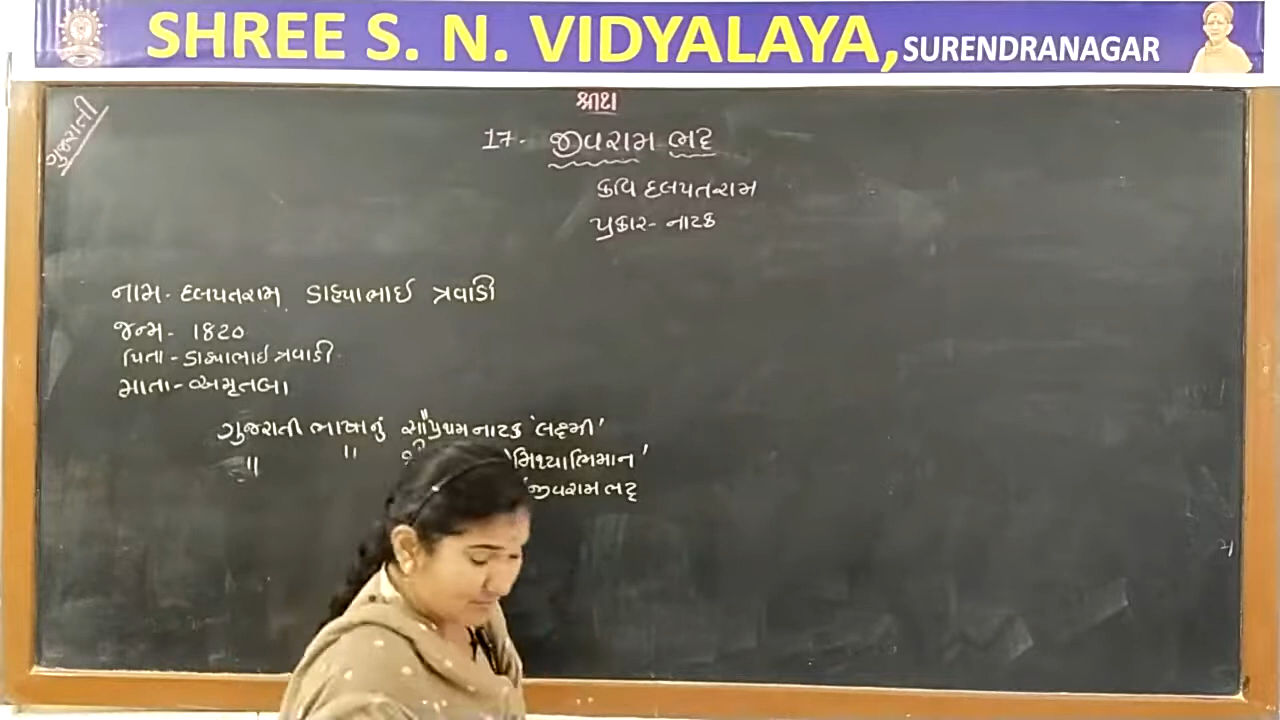 SHREE S. N. VIDYALAYA, SURENDRANAGAR
ગુજરાતી
શ્રીષ્ઠા
17- જીવરામ ભટ્ટ
કવિ દલપતરામ
પ્રકાર- નાટક
નામ- દલપતરામ ડાહ્યાભાઈ ત્રવાડી
જન્મ- 1820
પિતા- ડાહ્યાભાઈ ત્રવાડી
માતા- અમૃતબા
ગુજરાતી ભાષાનું સૌપ્રથમ નાટક 'લક્ષ્મી'
" " 'મિથ્યાભિમાન'
જીવરામ ભટ્ટ